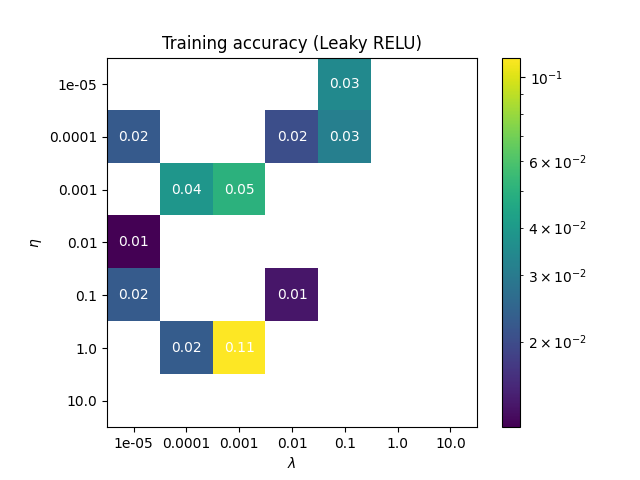 Training accuracy (Leaky RELU)
1e-05 0.03
0.0001 0.02 0.02 0.03
0.001 0.04 0.05
0.01 0.01
0.1 0.02 0.01
1.0 0.02 0.11
10.0
η
1e-05 0.0001 0.001 0.01 0.1 1.0 10.0
λ
10⁻¹
6 × 10⁻²
4 × 10⁻²
3 × 10⁻²
2 × 10⁻²